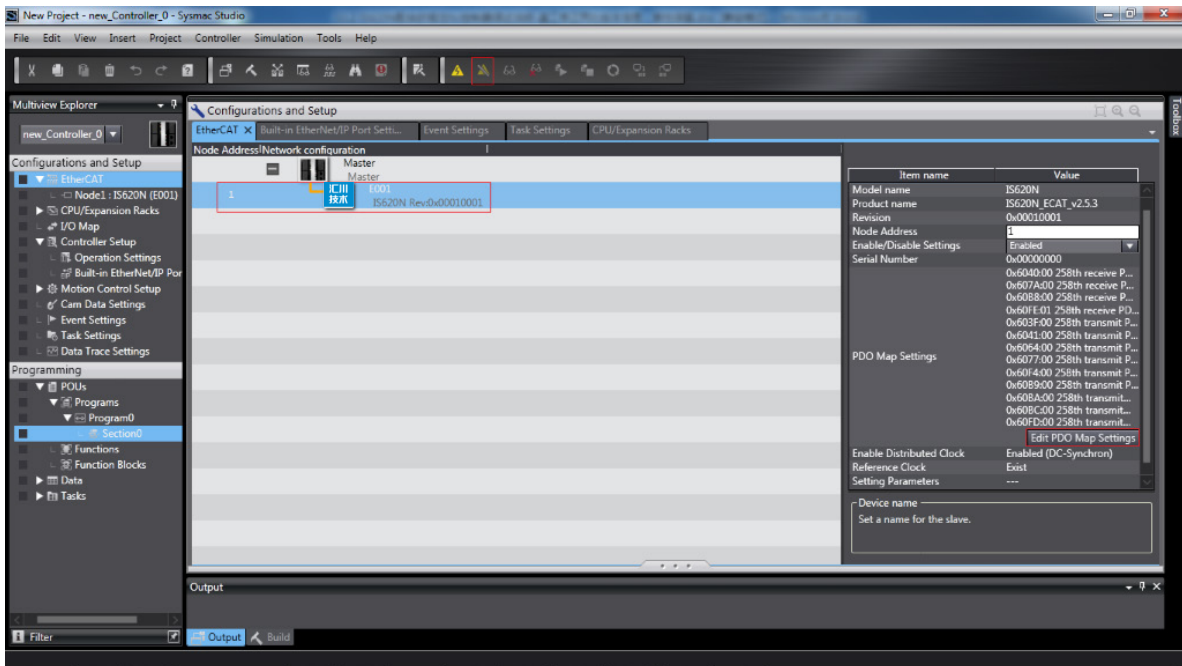 New Project - new_Controller_0 - Sysmac Studio
File Edit View Insert Project Controller Simulation Tools Help
Multiview Explorer
new_Controller_0
Configurations and Setup
EtherCAT
Node1 : IS620N (E001)
CPU/Expansion Racks
I/O Map
Controller Setup
Operation Settings
Built-in EtherNet/IP Por
Motion Control Setup
Cam Data Settings
Event Settings
Task Settings
Data Trace Settings
Programming
POUs
Programs
Program0
Section0
Functions
Function Blocks
Data
Tasks
Filter
Configurations and Setup
EtherCAT Built-in EtherNet/IP Port Setti... Event Settings Task Settings CPU/Expansion Racks
Node Address Network configuration
Master
Master
1
汇川
技术
E001
IS620N Rev:0x00010001
Item name Value
Model name IS620N
Product name IS620N_ECAT_v2.5.3
Revision 0x00010001
Node Address 1
Enable/Disable Settings Enabled
Serial Number 0x00000000
PDO Map Settings
0x6040:00 258th receive P...
0x607A:00 258th receive P...
0x60B8:00 258th receive P...
0x60FE:01 258th receive PD...
0x603F:00 258th transmit P...
0x6041:00 258th transmit P...
0x6064:00 258th transmit P...
0x6077:00 258th transmit P...
0x60F4:00 258th transmit P...
0x60B9:00 258th transmit P...
0x60BA:00 258th transmit...
0x60BC:00 258th transmit...
0x60FD:00 258th transmit...
Edit PDO Map Settings
Enable Distributed Clock Enabled (DC-Synchron)
Reference Clock Exist
Setting Parameters ---
Device name
Set a name for the slave.
Toolbox
Output
Output Build